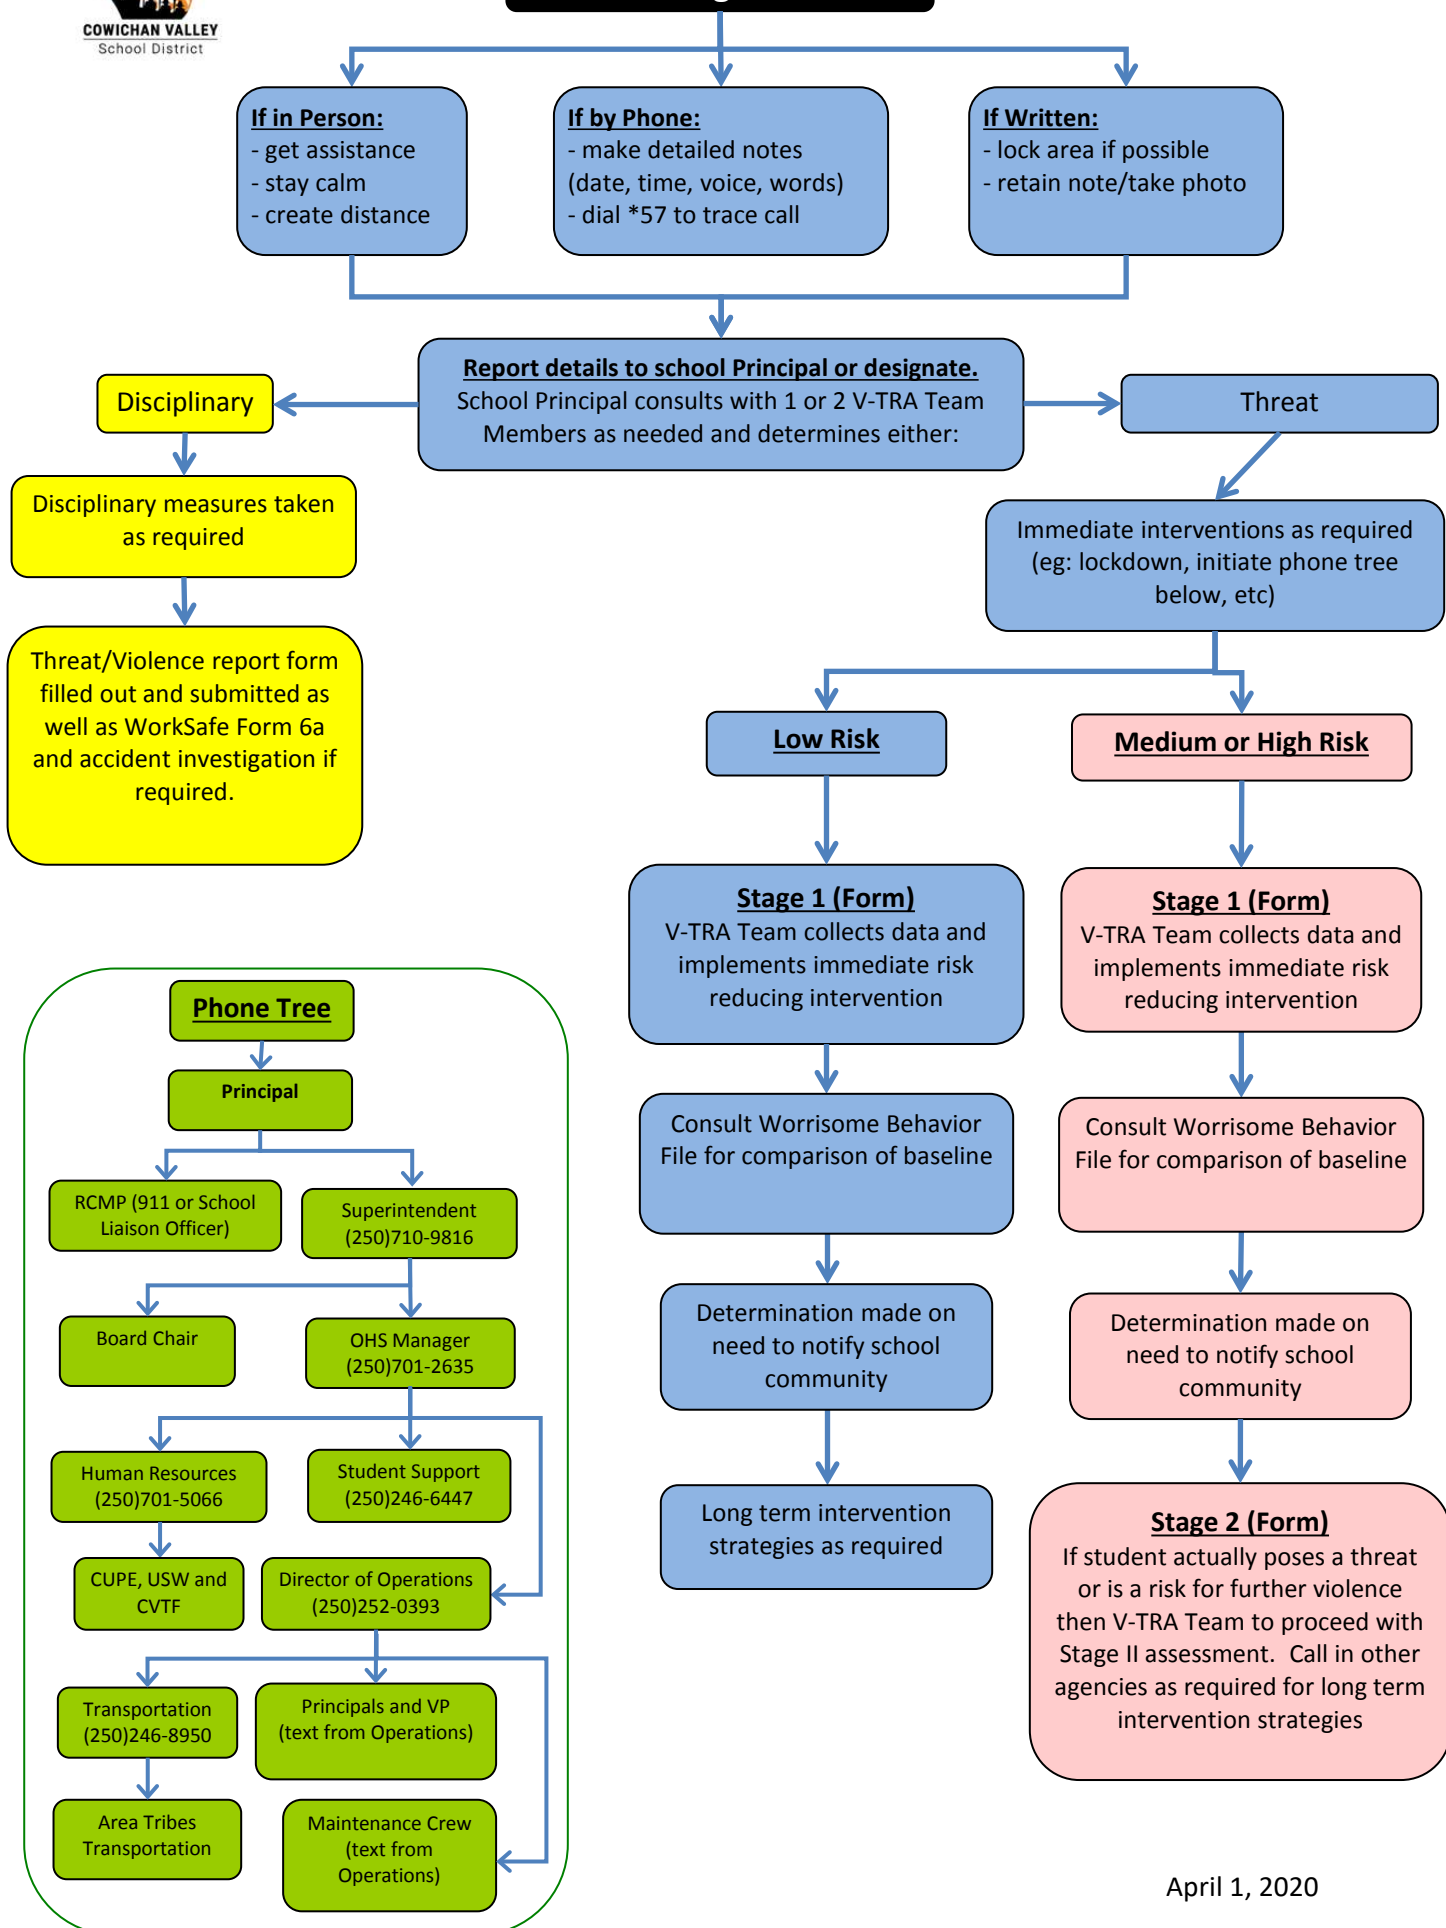 COWICHAN VALLEY
School District
If in Person:
- get assistance
- stay calm
- create distance
If by Phone:
- make detailed notes
(date, time, voice, words)
- dial *57 to trace call
If Written:
- lock area if possible
- retain note/take photo
Report details to school Principal or designate.
School Principal consults with 1 or 2 V-TRA Team
Members as needed and determines either:
Disciplinary
Threat
Disciplinary measures taken
as required
Immediate interventions as required
(eg: lockdown, initiate phone tree
below, etc)
Threat/Violence report form
filled out and submitted as
well as WorkSafe Form 6a
and accident investigation if
required.
Low Risk
Medium or High Risk
Stage 1 (Form)
V-TRA Team collects data and
implements immediate risk
reducing intervention
Stage 1 (Form)
V-TRA Team collects data and
implements immediate risk
reducing intervention
Consult Worrisome Behavior
File for comparison of baseline
Consult Worrisome Behavior
File for comparison of baseline
Determination made on
need to notify school
community
Determination made on
need to notify school
community
Long term intervention
strategies as required
Stage 2 (Form)
If student actually poses a threat
or is a risk for further violence
then V-TRA Team to proceed with
Stage II assessment.  Call in other
agencies as required for long term
intervention strategies
Phone Tree
Principal
RCMP (911 or School
Liaison Officer)
Superintendent
(250)710-9816
Board Chair
OHS Manager
(250)701-2635
Human Resources
(250)701-5066
Student Support
(250)246-6447
CUPE, USW and
CVTF
Director of Operations
(250)252-0393
Transportation
(250)246-8950
Principals and VP
(text from Operations)
Area Tribes
Transportation
Maintenance Crew
(text from
Operations)
April 1, 2020